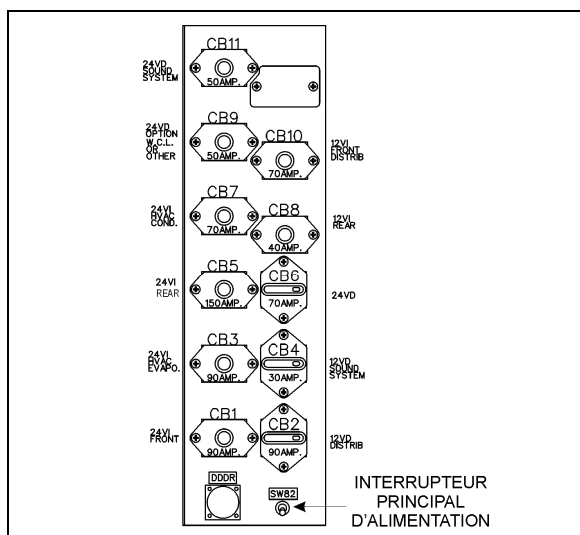 CB11
24VD
SOUND
SYSTEM
50AMP.
CB9
24VD
OPTION
W.C.L.
OR
OTHER
50AMP.
CB10
70AMP.
12VI
FRONT
DISTRIB
CB7
24VI
HVAC
COND.
70AMP.
CB8
40AMP.
12VI
REAR
CB5
24VI
REAR
150AMP.
CB6
70AMP.
24VD
CB3
24VI
HVAC
EVAPO.
90AMP.
CB4
30AMP.
12VD
SOUND
SYSTEM
CB1
24VI
FRONT
90AMP.
CB2
90AMP.
12VD
DISTRIB
DDDR
SW82
INTERRUPTEUR
PRINCIPAL
D'ALIMENTATION